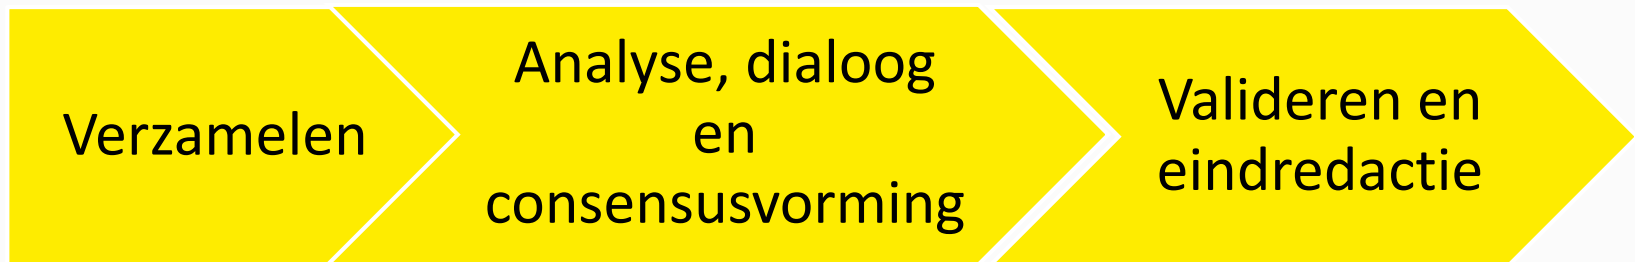 Verzamelen
Analyse, dialoog
en
consensusvorming
Valideren en
eindredactie